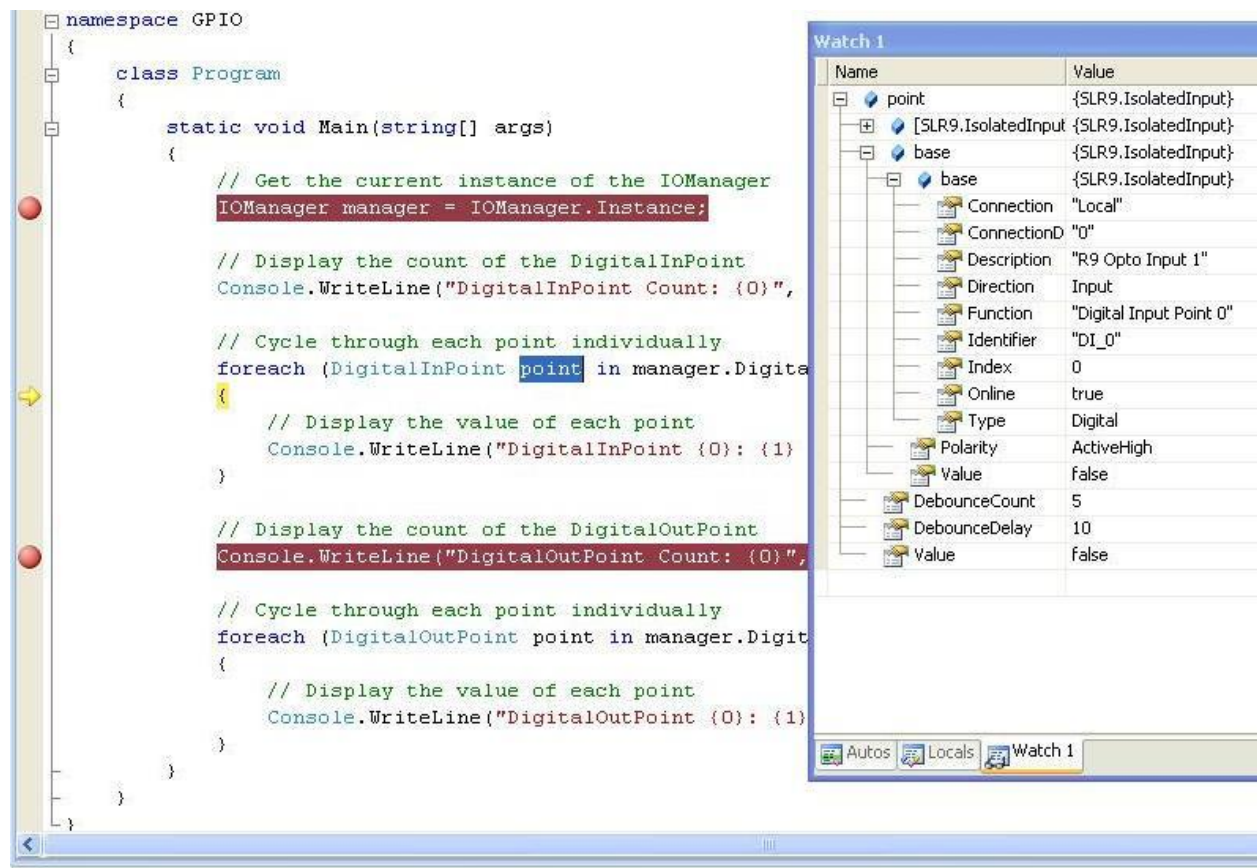 namespace GPIO
{
class Program
{
static void Main(string[] args)
{
// Get the current instance of the IOManager
IOManager manager = IOManager.Instance;
// Display the count of the DigitalInPoint
Console.WriteLine("DigitalInPoint Count: {0}",
// Cycle through each point individually
foreach (DigitalInPoint point in manager.Digita
{
// Display the value of each point
Console.WriteLine("DigitalInPoint {0}: {1}
}
// Display the count of the DigitalOutPoint
Console.WriteLine("DigitalOutPoint Count: {0}",
// Cycle through each point individually
foreach (DigitalOutPoint point in manager.Digit
{
// Display the value of each point
Console.WriteLine("DigitalOutPoint {0}: {1}
}
}
}
}
Watch 1
Name Value
point {SLR9.IsolatedInput}
[SLR9.IsolatedInput {SLR9.IsolatedInput}
base {SLR9.IsolatedInput}
base {SLR9.IsolatedInput}
Connection "Local"
ConnectionD "0"
Description "R9 Opto Input 1"
Direction Input
Function "Digital Input Point 0"
Identifier "DI_0"
Index 0
Online true
Type Digital
Polarity ActiveHigh
Value false
DebounceCount 5
DebounceDelay 10
Value false
Autos Locals Watch 1